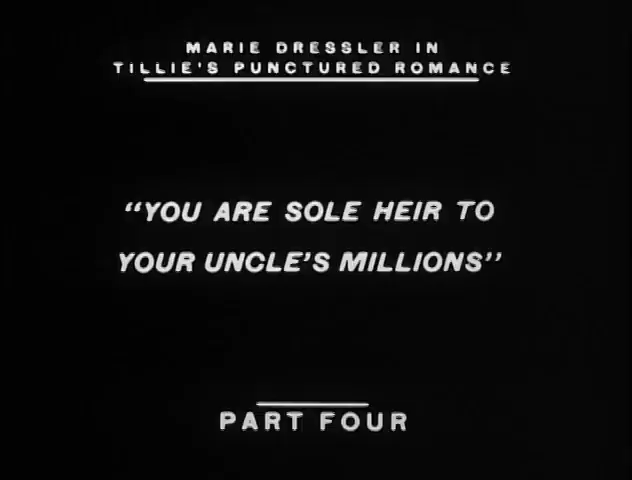 MARIE DRESSLER IN
TILLIE'S PUNCTURED ROMANCE
"YOU ARE SOLE HEIR TO
YOUR UNCLE'S MILLIONS"
PART FOUR